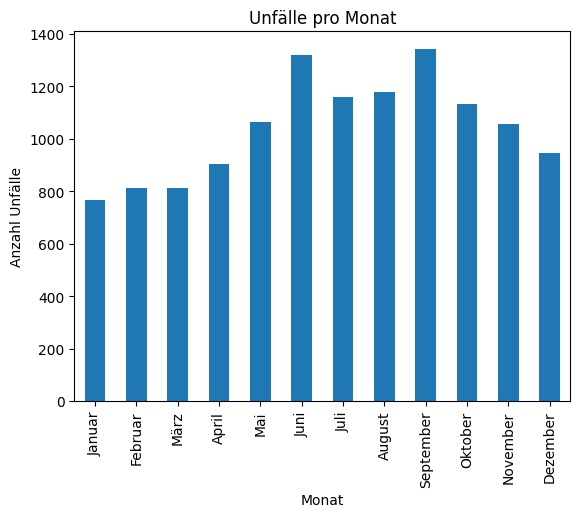 Unfälle pro Monat
1400
1200
1000
800
600
400
200
0
Anzahl Unfälle
Januar
Februar
März
April
Mai
Juni
Juli
August
September
Oktober
November
Dezember
Monat